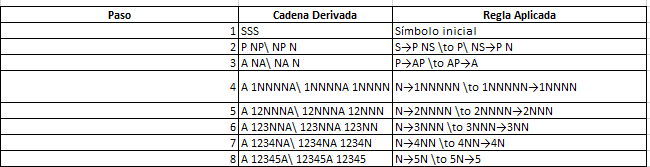 Paso Cadena Derivada Regla Aplicada
1 SSS Símbolo inicial
2 P NP\ NP N S→P NS \to P\ NS→P N
3 A NA\ NA N P→AP \to AP→A
4 A 1NNNNA\ 1NNNNA 1NNNN N→1NNNNN \to 1NNNNN→1NNNN
5 A 12NNNA\ 12NNNA 12NNN N→2NNNN \to 2NNNN→2NNN
6 A 123NNA\ 123NNA 123NN N→3NNN \to 3NNN→3NN
7 A 1234NA\ 1234NA 1234N N→4NN \to 4NN→4N
8 A 12345A\ 12345A 12345 N→5N \to 5N→5